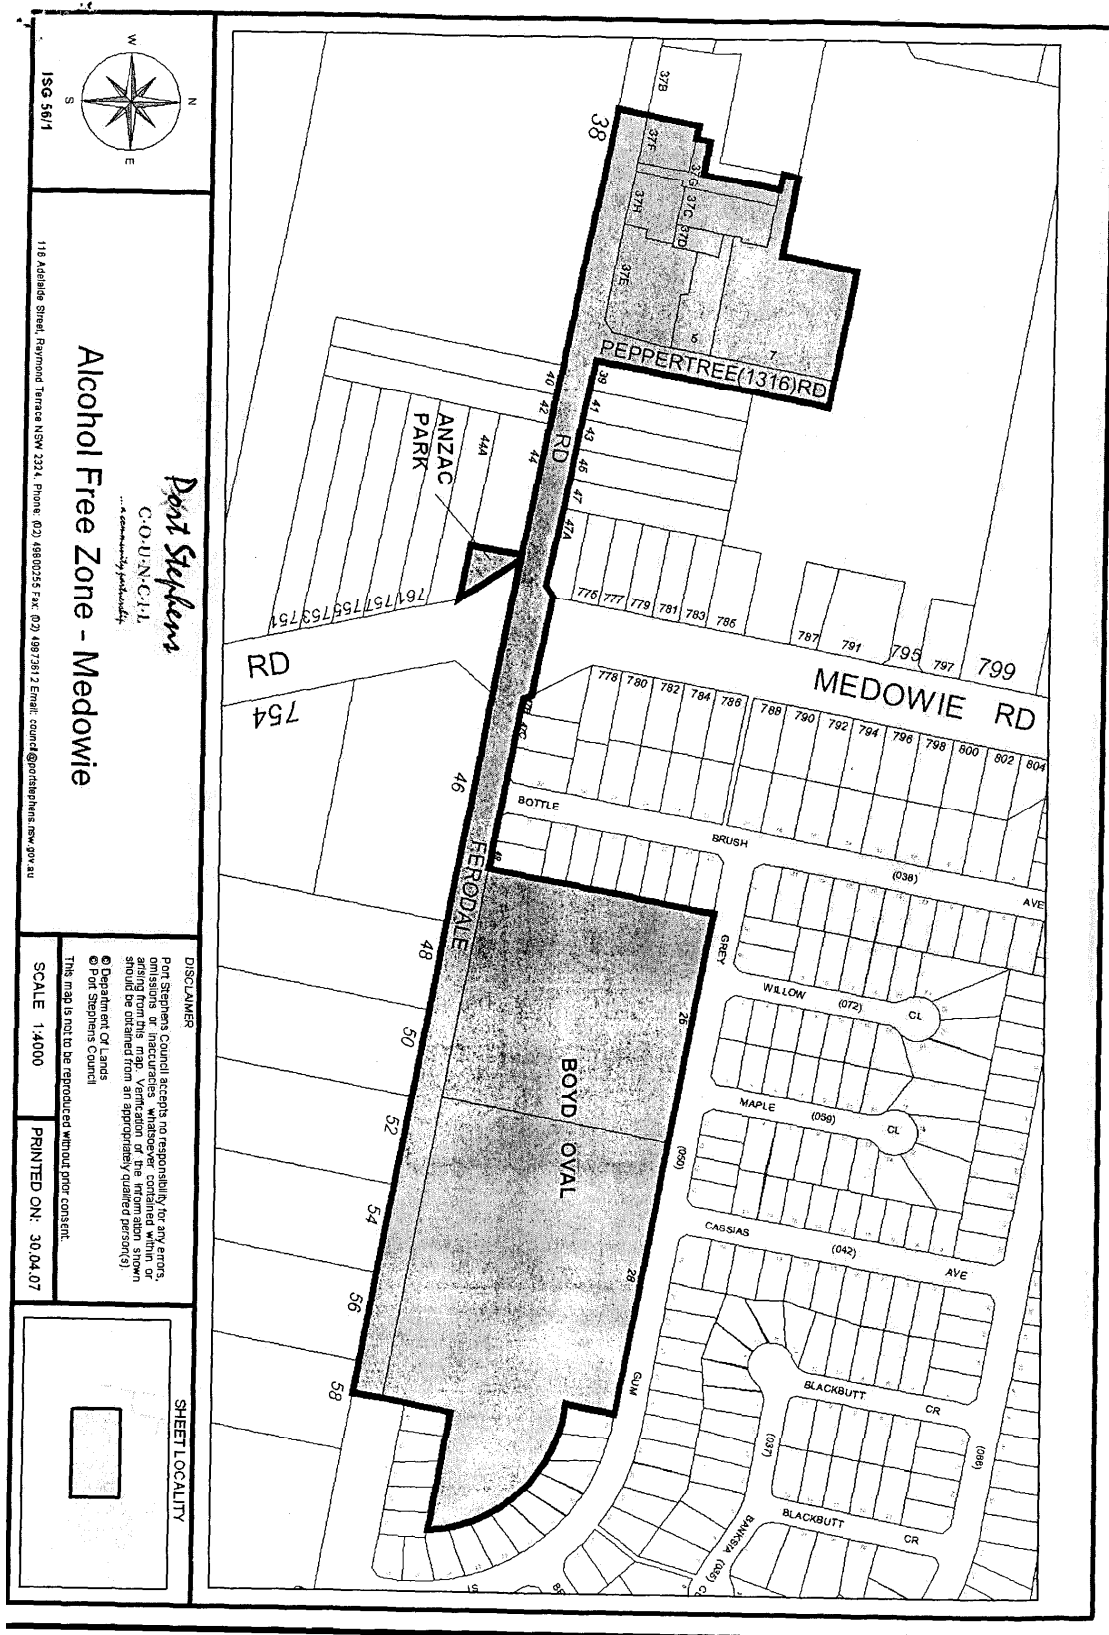 38
37B
37F
37G
37H
37C
37D
37E
6
7
PEPPERTREE(1316)RD
39
41
43
45
47
47A
40
42
44
44A
RD
ANZAC
PARK
761
757
755
753
751
775
777
779
781
783
785
787
791
795
797
799
MEDOWIE RD
RD
754
778
780
782
784
786
788
790
792
794
796
798
800
802
804
46
BOTTLE
BRUSH
(038)
AVE
FERODALE
48
50
52
54
56
58
GREY
26
(050)
28
GUM
BOYD OVAL
WILLOW
(072)
CL
MAPLE
(059)
CL
CASSIAS
(042)
AVE
BLACKBUTT
CR
(037)
(066)
BLACKBUTT
CR
BANKSIA
N
W
E
S
ISG 56/1
Port Stephens
C·O·U·N·C·I·L
...a community partnership
Alcohol Free Zone - Medowie
116 Adelaide Street, Raymond Terrace NSW 2324. Phone: (02) 49800255 Fax: (02) 49873612 Email: council@portstephens.nsw.gov.au
DISCLAIMER
Port Stephens Council accepts no responsibility for any errors,
omissions or inaccuracies whatsoever contained within or
arising from this map. Verification of the information shown
should be obtained from an appropriately qualified person(s).
© Department Of Lands
© Port Stephens Council
This map is not to be reproduced without prior consent.
SCALE 1:4000
PRINTED ON: 30.04.07
SHEET LOCALITY